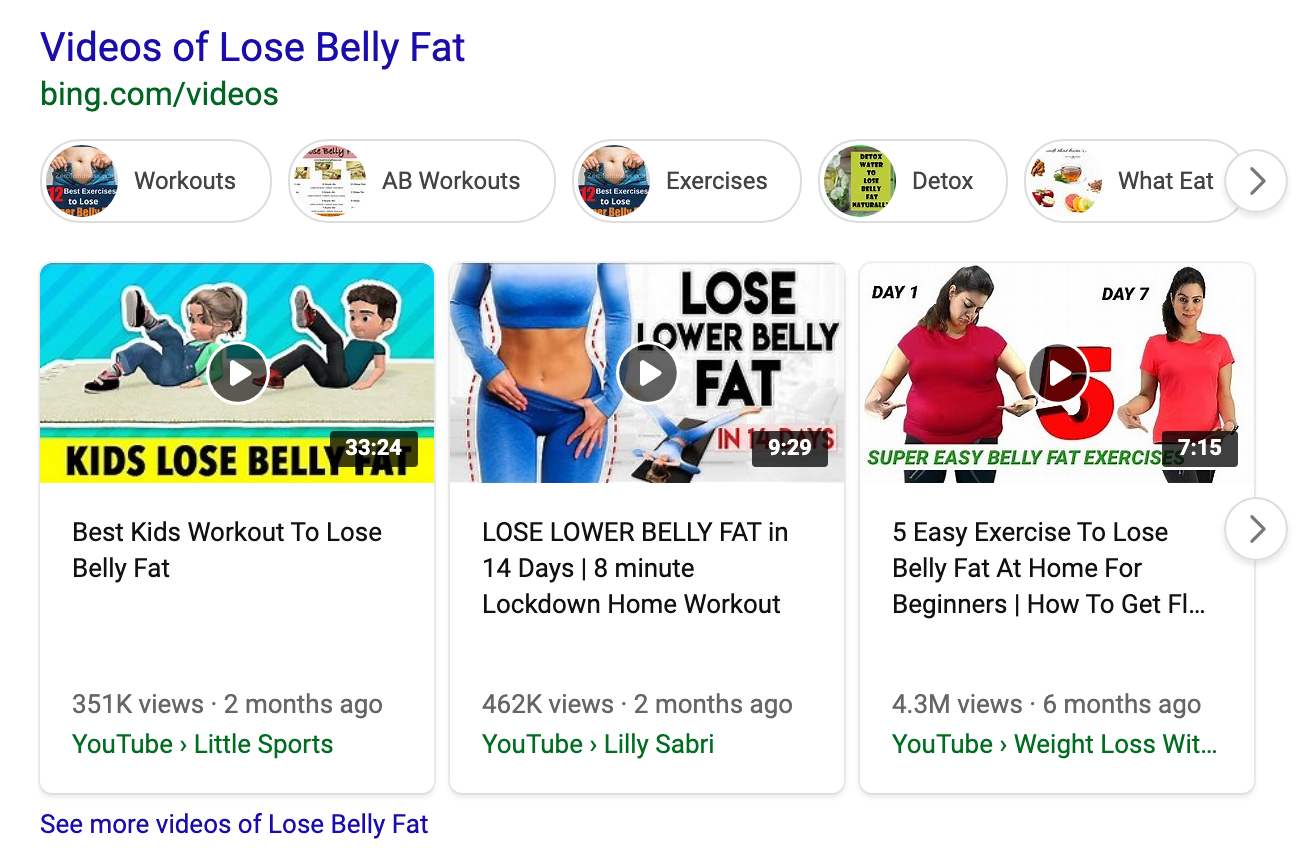 Videos of Lose Belly Fat
bing.com/videos
12 Best Exercises
to Lose
Workouts
AB Workouts
Best Exercises
to Lose
Exercises
DETOX
WATER
TO
LOSE
BELLY
FAT
Detox
What Eat
KIDS LOSE BELLY FAT
33:24
LOSE
LOWER BELLY
FAT
IN 14 DAYS
9:29
DAY 1
DAY 7
5
SUPER EASY BELLY FAT EXERCISES
7:15
Best Kids Workout To Lose
Belly Fat
351K views · 2 months ago
YouTube › Little Sports
LOSE LOWER BELLY FAT in
14 Days | 8 minute
Lockdown Home Workout
462K views · 2 months ago
YouTube › Lilly Sabri
5 Easy Exercise To Lose
Belly Fat At Home For
Beginners | How To Get Fl...
4.3M views · 6 months ago
YouTube › Weight Loss Wit...
See more videos of Lose Belly Fat